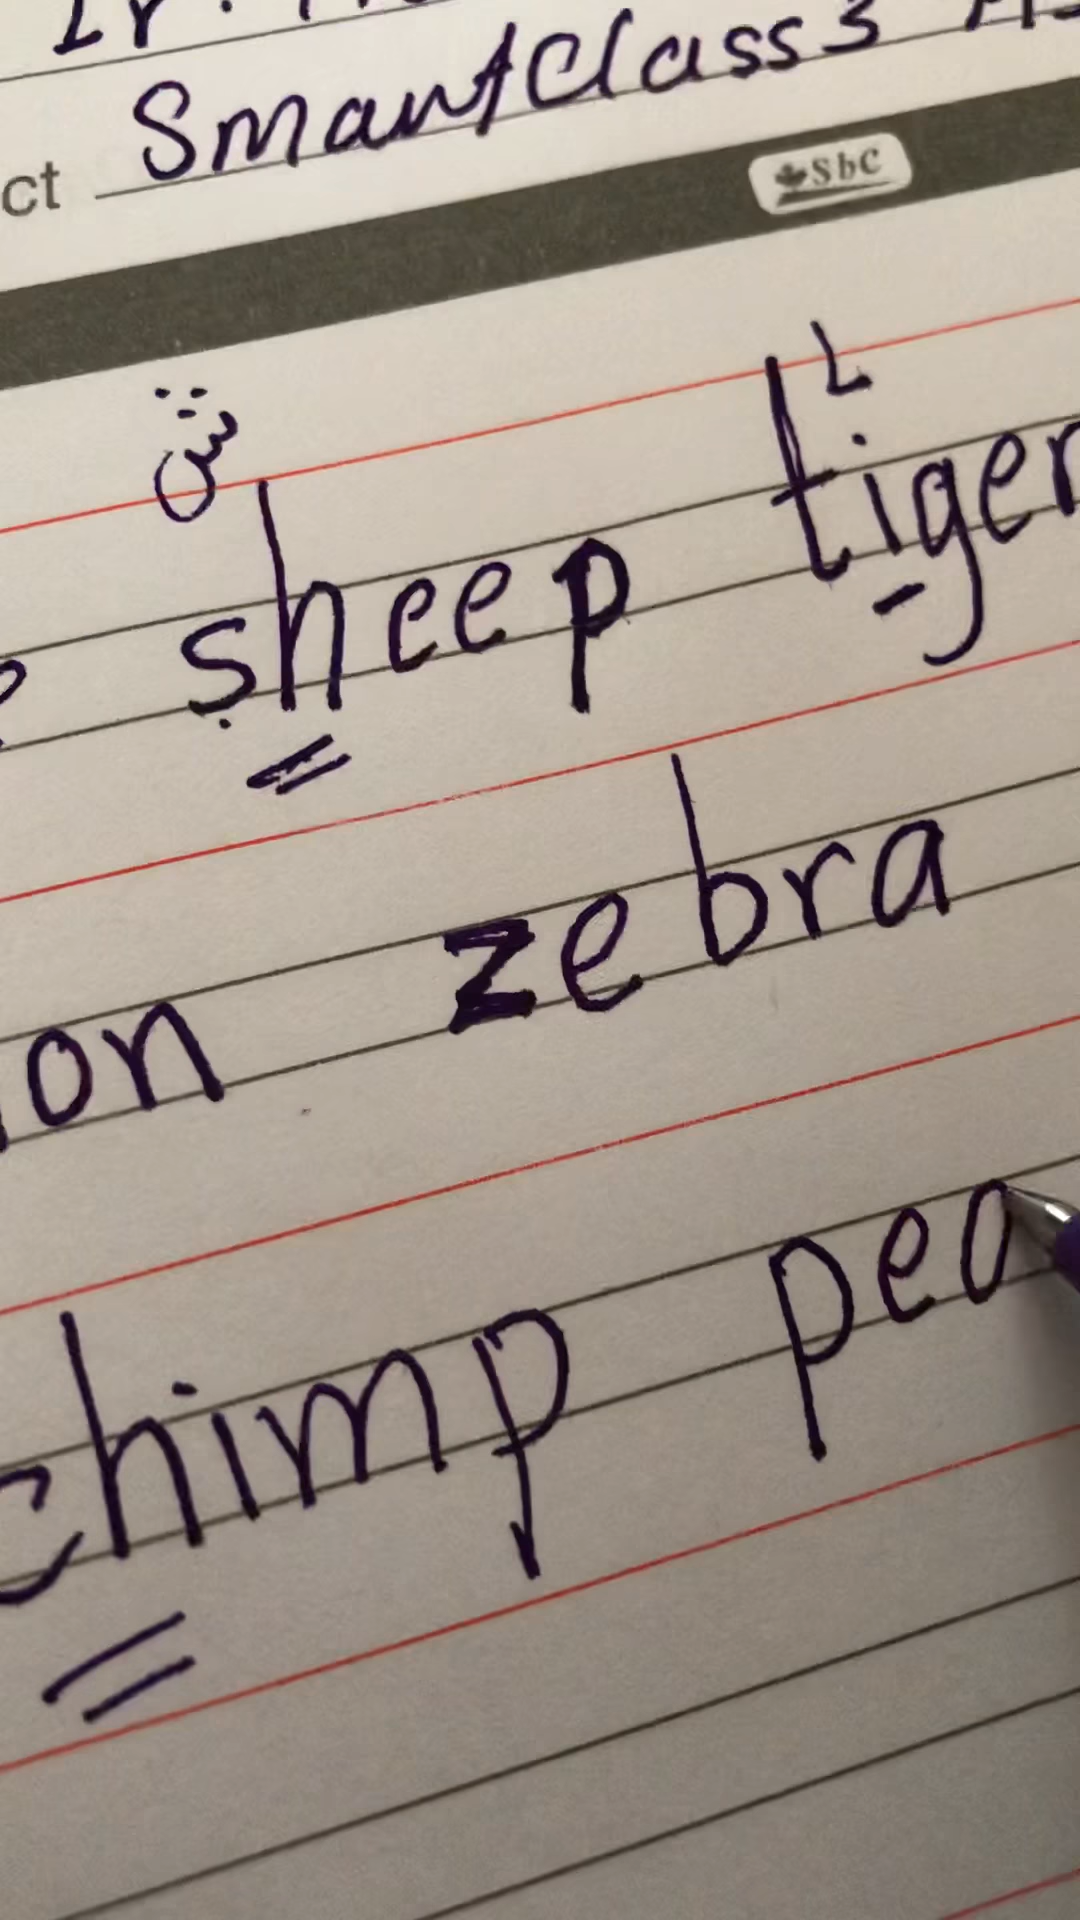 SmartClass3
ct
SbC
ش
sheep tiger
on zebra
chimp pea